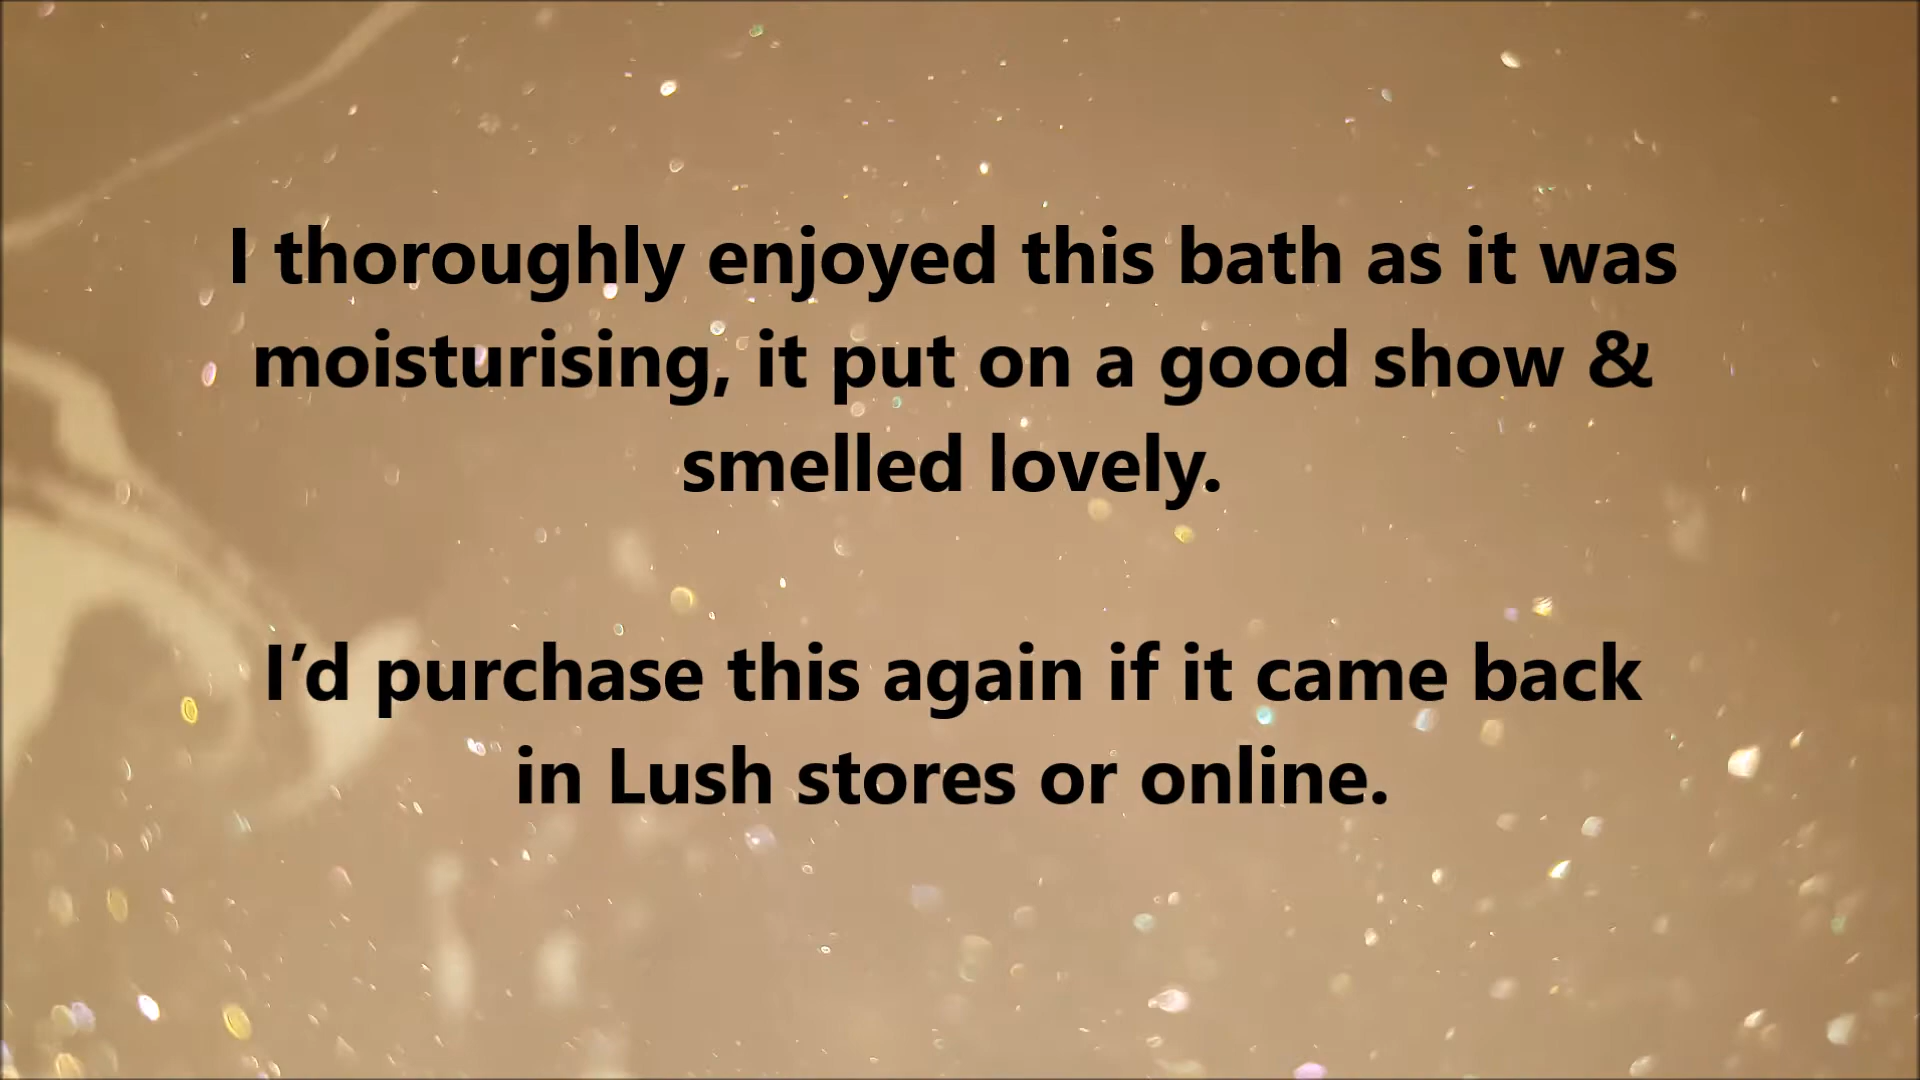 I thoroughly enjoyed this bath as it was
moisturising, it put on a good show &
smelled lovely.
I’d purchase this again if it came back
in Lush stores or online.